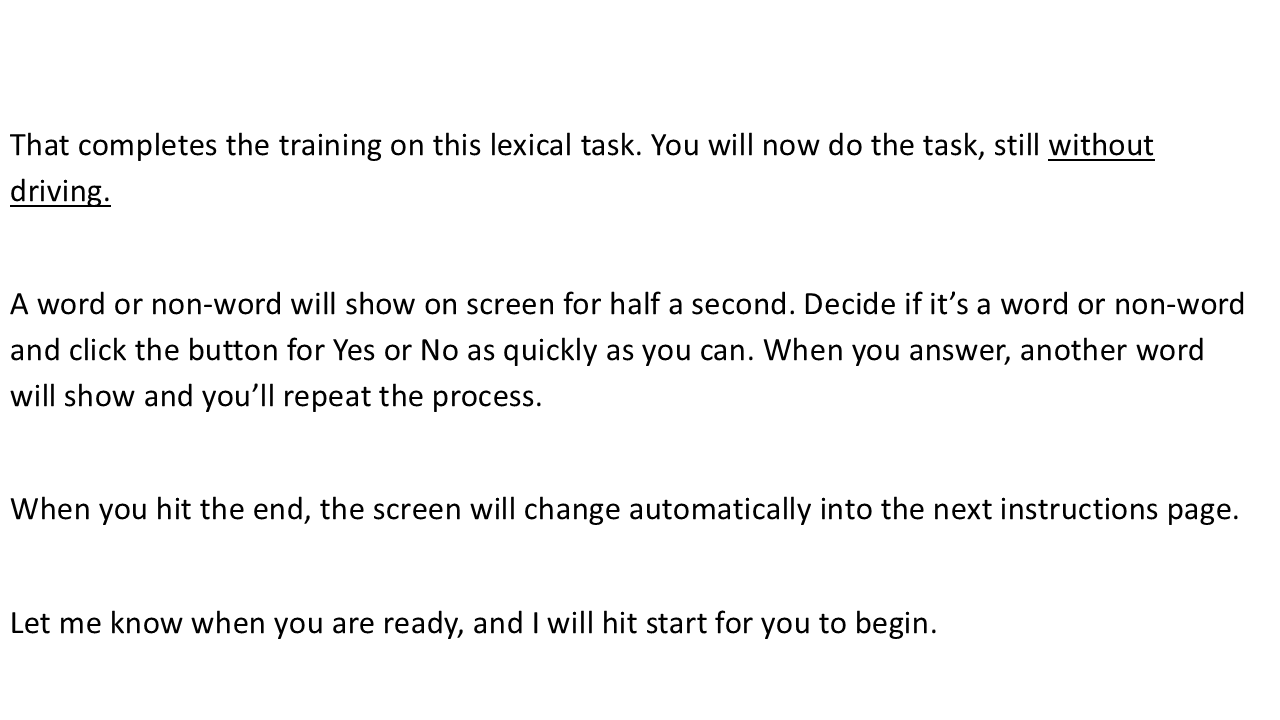 That completes the training on this lexical task. You will now do the task, still without
driving.
A word or non-word will show on screen for half a second. Decide if it’s a word or non-word
and click the button for Yes or No as quickly as you can. When you answer, another word
will show and you’ll repeat the process.
When you hit the end, the screen will change automatically into the next instructions page.
Let me know when you are ready, and I will hit start for you to begin.